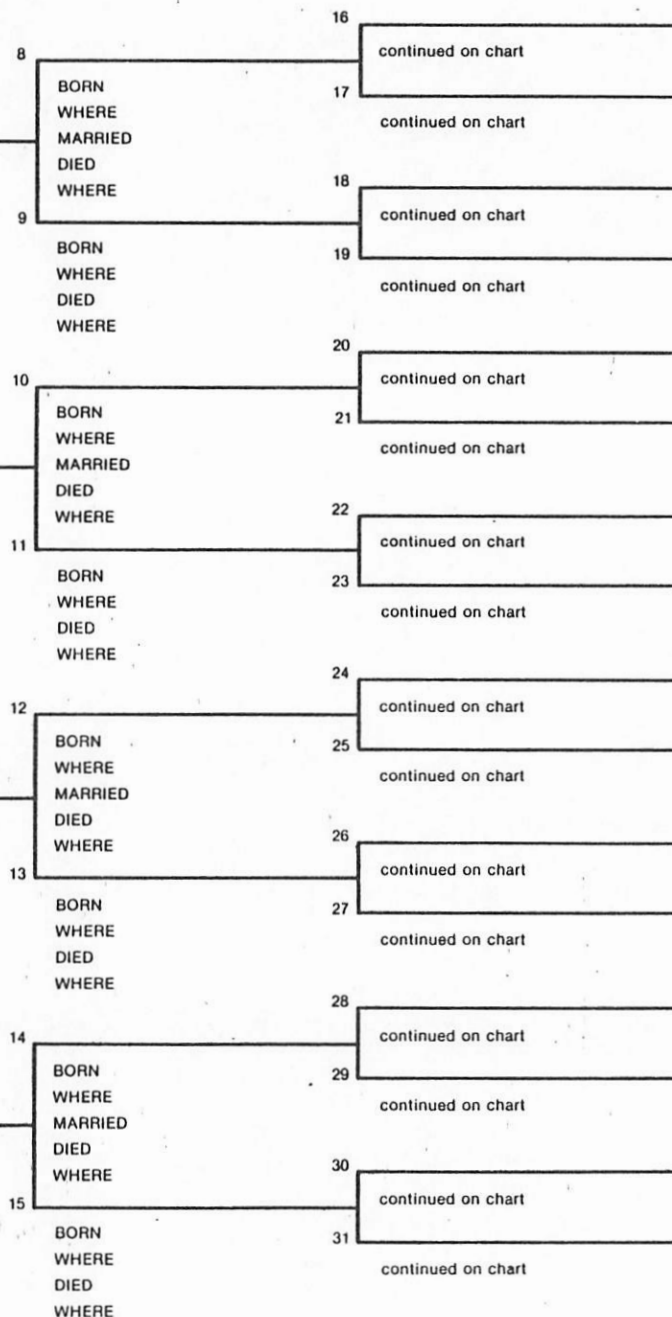 16
continued on chart
8
BORN
17
WHERE
continued on chart
MARRIED
DIED
18
WHERE
continued on chart
9
BORN
19
WHERE
continued on chart
DIED
WHERE
20
continued on chart
10
BORN
21
WHERE
continued on chart
MARRIED
DIED
22
WHERE
continued on chart
11
BORN
23
WHERE
continued on chart
DIED
WHERE
24
continued on chart
12
BORN
25
WHERE
continued on chart
MARRIED
DIED
26
WHERE
continued on chart
13
BORN
27
WHERE
continued on chart
DIED
WHERE
28
continued on chart
14
BORN
29
WHERE
continued on chart
MARRIED
DIED
30
WHERE
continued on chart
15
BORN
31
WHERE
continued on chart
DIED
WHERE